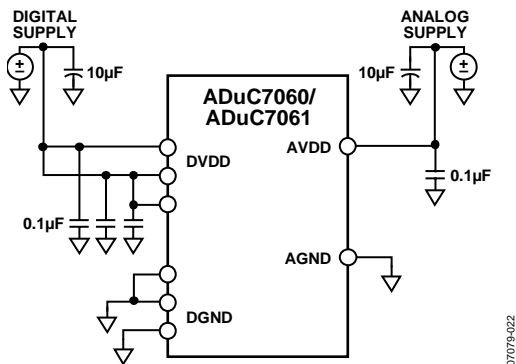 DIGITAL
SUPPLY
ANALOG
SUPPLY
+
−
10µF
10µF
+
−
ADuC7060/
ADuC7061
DVDD
AVDD
0.1µF
0.1µF
AGND
DGND
07079-022